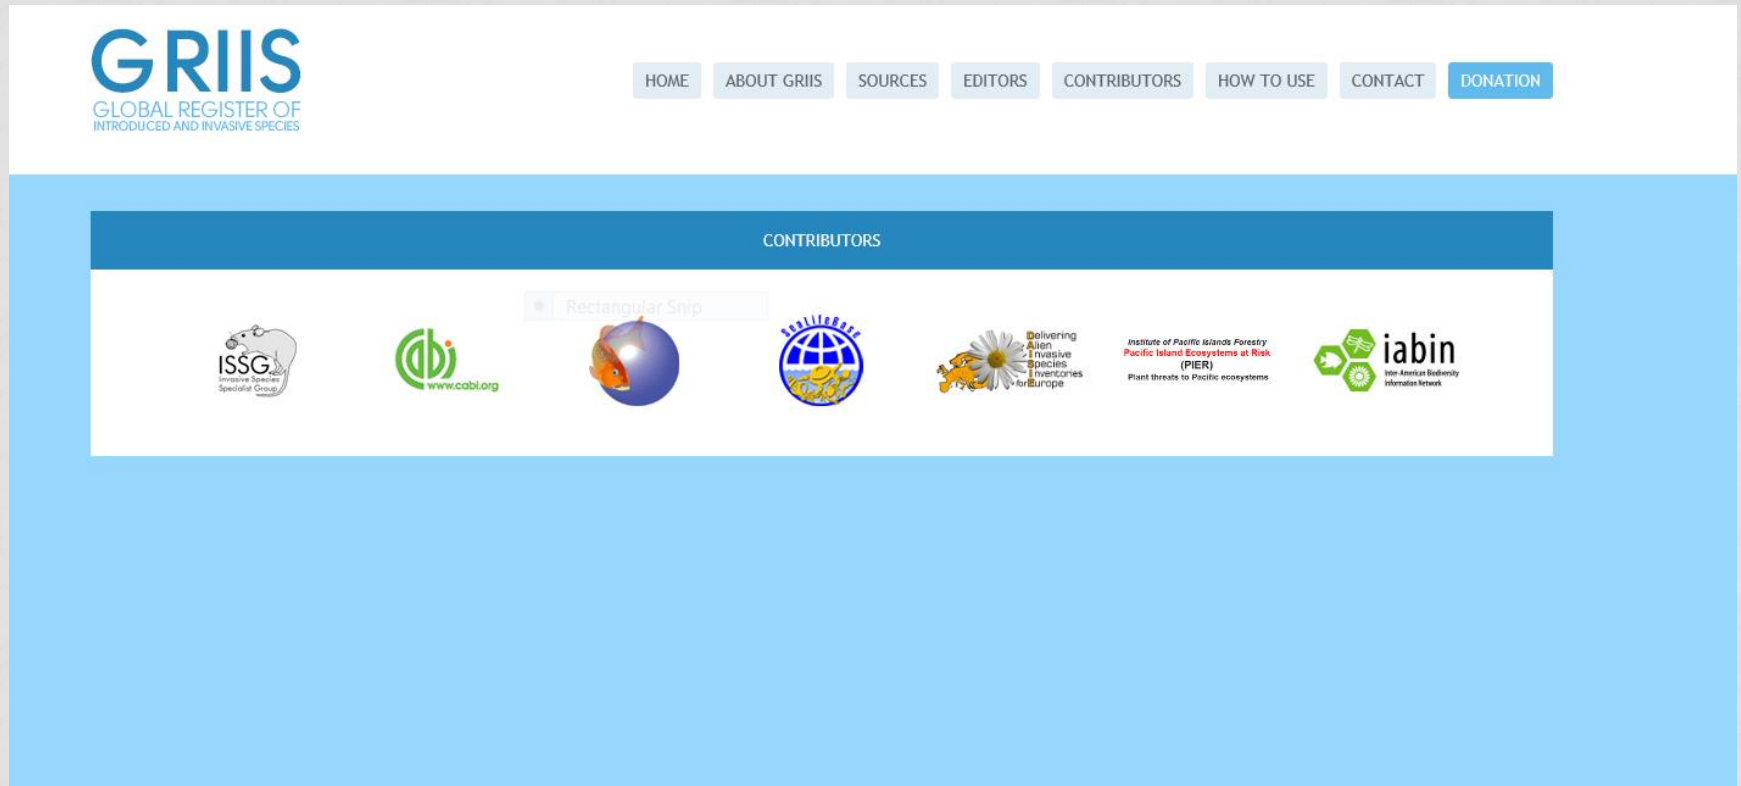 GRIIS
GLOBAL REGISTER OF
INTRODUCED AND INVASIVE SPECIES
HOME
ABOUT GRIIS
SOURCES
EDITORS
CONTRIBUTORS
HOW TO USE
CONTACT
DONATION
CONTRIBUTORS
Rectangular Snip
ISSG
Invasive Species
Specialist Group
cabi
www.cabi.org
SeaLifeBase
Delivering
Alien
Invasive
Species
Inventories
for Europe
Institute of Pacific Islands Forestry
Pacific Island Ecosystems at Risk
(PIER)
Plant threats to Pacific ecosystems
iabin
Inter-American Biodiversity
Information Network